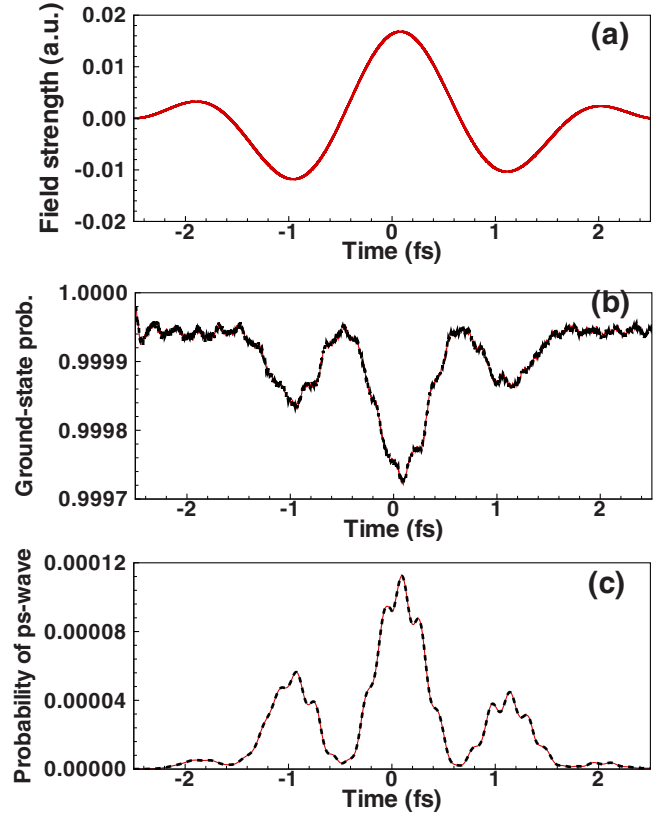 (a)
Field strength (a.u.)
0.02
0.01
0.00
-0.01
-0.02
-2 -1 0 1 2
Time (fs)
(b)
Ground-state prob.
1.0000
0.9999
0.9998
0.9997
-2 -1 0 1 2
Time (fs)
(c)
Probability of ps-wave
0.00012
0.00008
0.00004
0.00000
-2 -1 0 1 2
Time (fs)